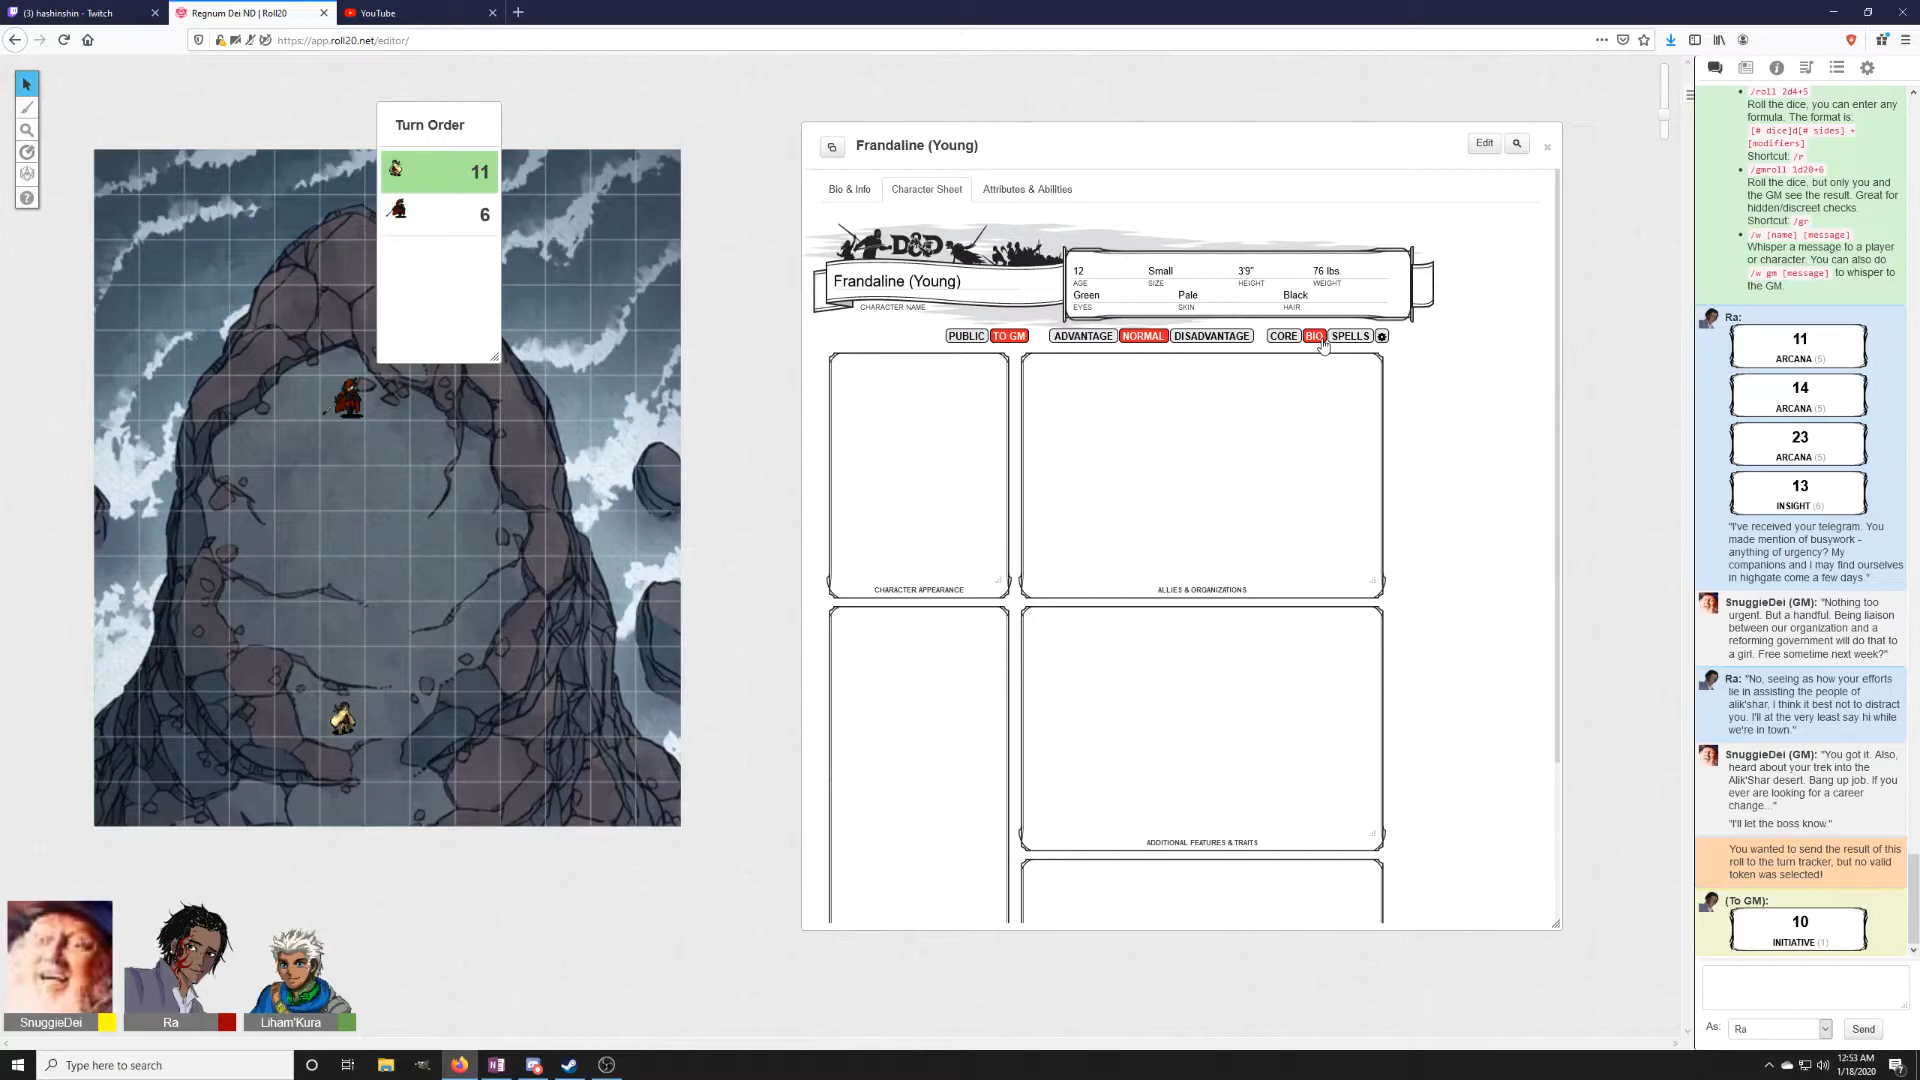 (3) hashinshin - Twitch
Regnum Dei ND | Roll20
YouTube
https://app.roll20.net/editor/
Turn Order
11
6
Frandaline (Young)
Edit
Bio & Info
Character Sheet
Attributes & Abilities
D&D
Frandaline (Young)
CHARACTER NAME
12
Small
3'9"
76 lbs.
AGE
SIZE
HEIGHT
WEIGHT
Green
Pale
Black
EYES
SKIN
HAIR
PUBLIC
TO GM
ADVANTAGE
NORMAL
DISADVANTAGE
CORE
BIO
SPELLS
CHARACTER APPEARANCE
ALLIES & ORGANIZATIONS
ADDITIONAL FEATURES & TRAITS
/roll 2d4+5
Roll the dice, you can enter any
formula. The format is:
[# dice]d[# sides] +
[modifiers]
Shortcut: /r
/gmroll 1d20+6
Roll the dice, but only you and
the GM see the result. Great for
hidden/discreet checks.
Shortcut: /gr
/w [name] [message]
Whisper a message to a player
or character. You can also do
/w gm [message] to whisper to
the GM.
Ra:
11
ARCANA (5)
14
ARCANA (5)
23
ARCANA (5)
13
INSIGHT (6)
"I've received your telegram. You
made mention of busywork -
anything of urgency? My
companions and I may find ourselves
in highgate come a few days."
SnuggieDei (GM): "Nothing too
urgent. But a handful. Being liaison
between our organization and a
reforming government will do that to
a girl. Free sometime next week?"
Ra: "No, seeing as how your efforts
lie in assisting the people of
alik'shar, I think it best not to distract
you. I'll at the very least say hi while
we're in town."
SnuggieDei (GM): "You got it. Also,
heard about your trek into the
Alik'Shar desert. Bang up job. If you
ever are looking for a career
change..."
"I'll let the boss know."
You wanted to send the result of this
roll to the turn tracker, but no valid
token was selected!
(To GM):
10
INITIATIVE (1)
As:
Ra
Send
SnuggieDei
Ra
Liham'Kura
Type here to search
12:53 AM
1/18/2020